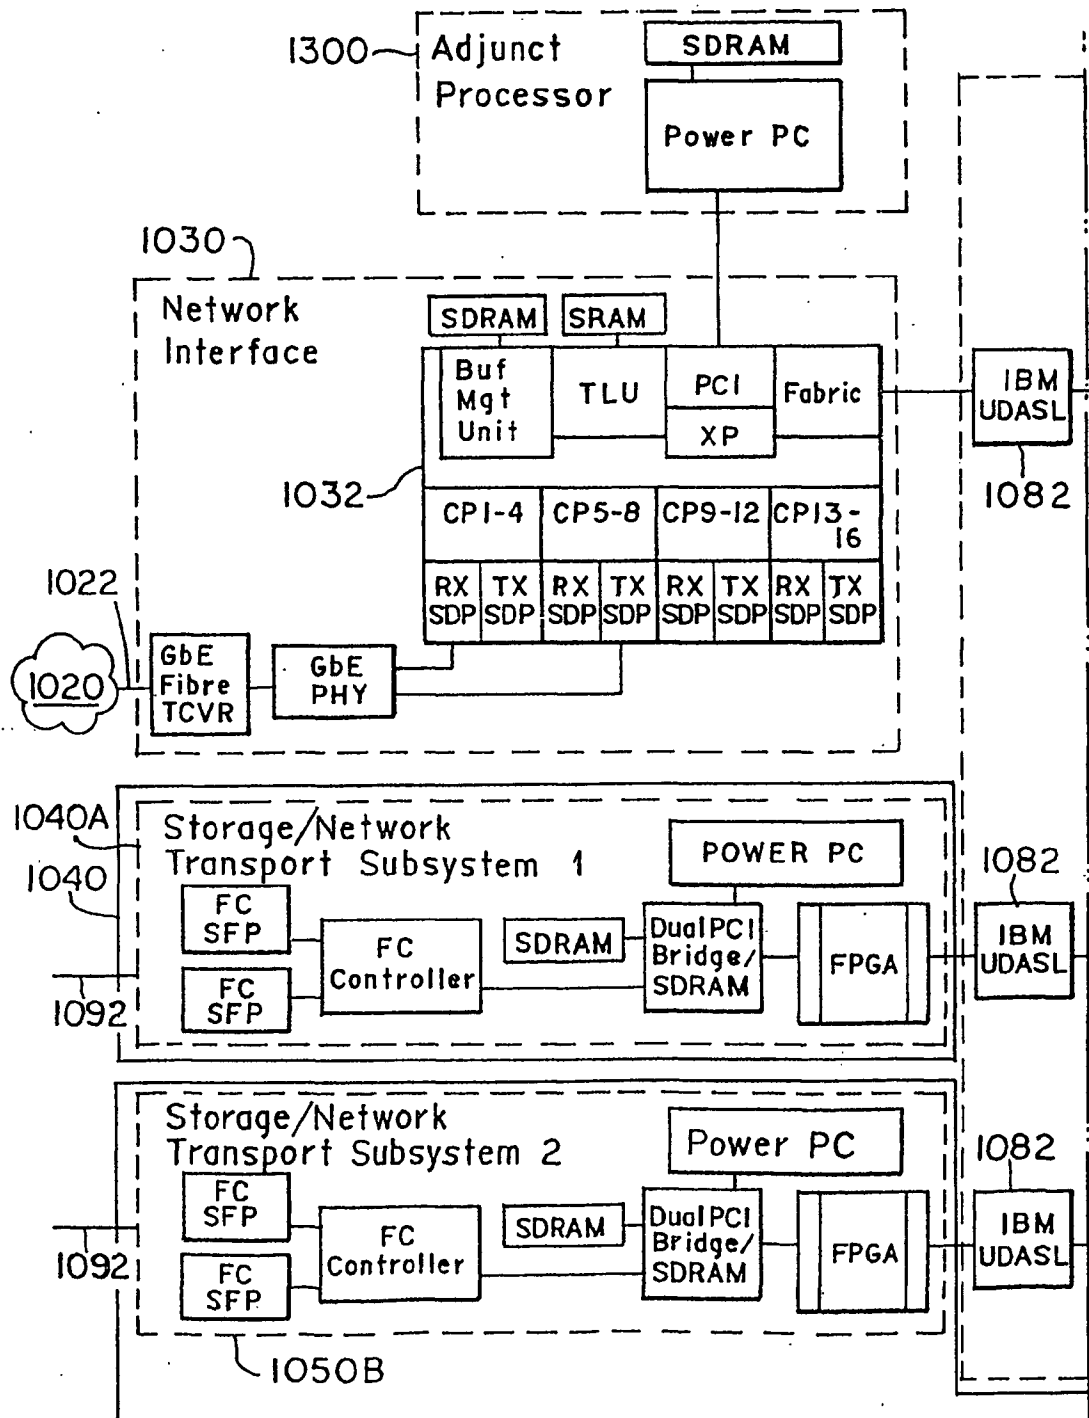 1300
Adjunct
Processor
SDRAM
Power PC
1030
Network
Interface
SDRAM
SRAM
Buf
Mgt
Unit
TLU
PCI
XP
Fabric
IBM
UDASL
1082
1032
CP1-4
CP5-8
CP9-12
CP13-
16
RX
SDP
TX
SDP
RX
SDP
TX
SDP
RX
SDP
TX
SDP
RX
SDP
TX
SDP
1022
1020
GbE
Fibre
TCVR
GbE
PHY
1040A
1040
Storage/Network
Transport Subsystem 1
POWER PC
1082
FC
SFP
FC
SFP
FC
Controller
SDRAM
Dual PCI
Bridge/
SDRAM
FPGA
IBM
UDASL
1092
Storage/Network
Transport Subsystem 2
Power PC
1082
FC
SFP
FC
SFP
FC
Controller
SDRAM
Dual PCI
Bridge/
SDRAM
FPGA
IBM
UDASL
1092
1050B